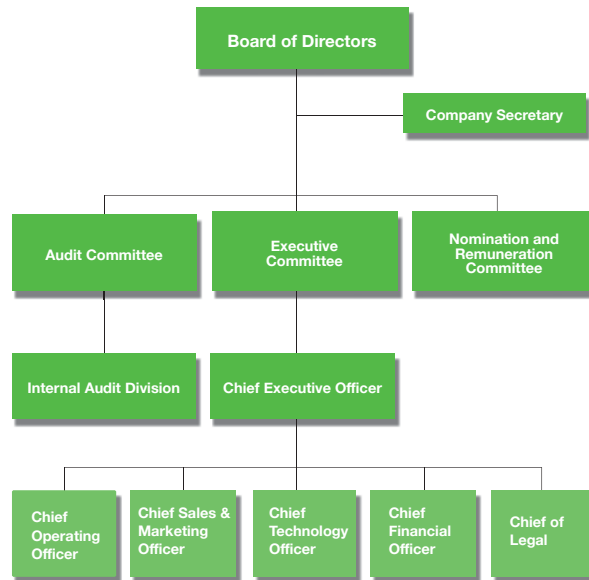 Board of Directors
Company Secretary
Audit Committee
Executive
Committee
Nomination and
Remuneration
Committee
Internal Audit Division
Chief Executive Officer
Chief
Operating
Officer
Chief Sales &
Marketing
Officer
Chief
Technology
Officer
Chief
Financial
Officer
Chief of
Legal